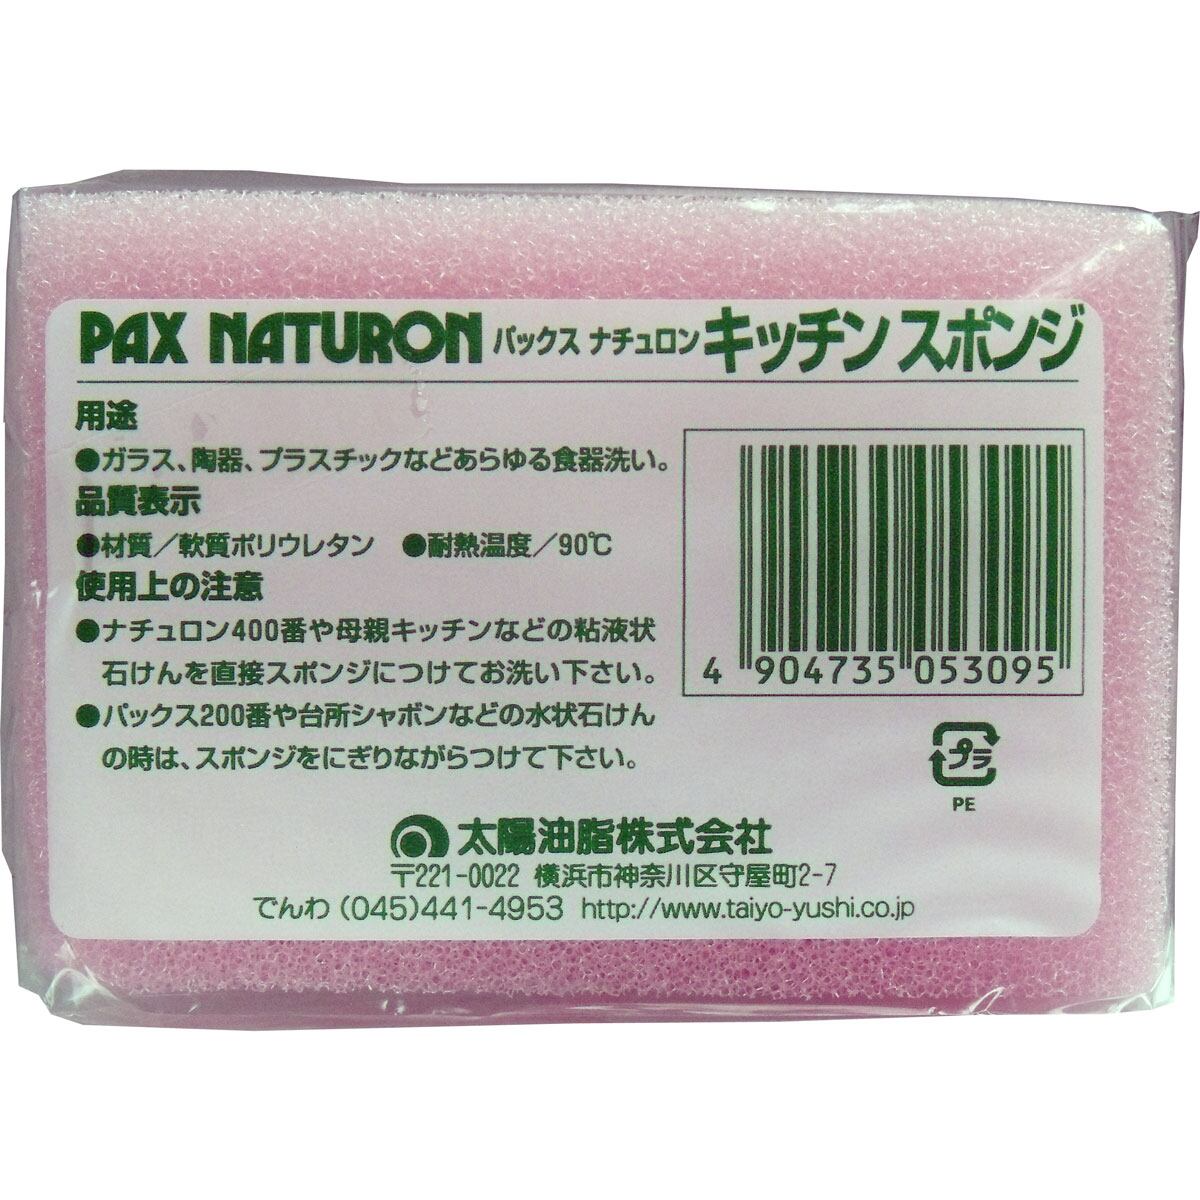 PAX NATURON パックス ナチュロン キッチン スポンジ
用途
●ガラス、陶器、プラスチックなどあらゆる食器洗い。
品質表示
●材質／軟質ポリウレタン ●耐熱温度／90℃
使用上の注意
●ナチュロン400番や母親キッチンなどの粘液状
石けんを直接スポンジにつけてお洗い下さい。
●パックス200番や台所シャボンなどの水状石けん
の時は、スポンジをにぎりながらつけて下さい。
4 904735 053095
プラ
PE
太陽油脂株式会社
〒221-0022 横浜市神奈川区守屋町2-7
でんわ (045)441-4953 http://www.taiyo-yushi.co.jp